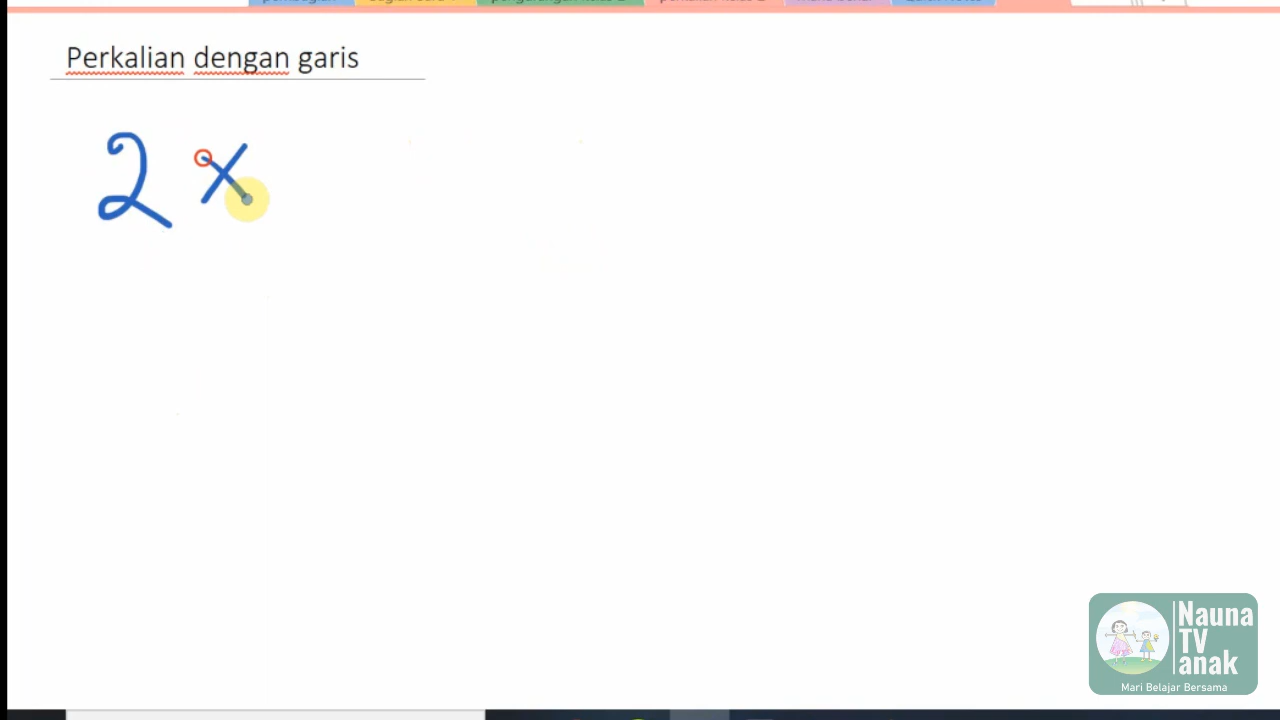 Perkalian dengan garis
2 x
Nauna
TV
anak
Mari Belajar Bersama